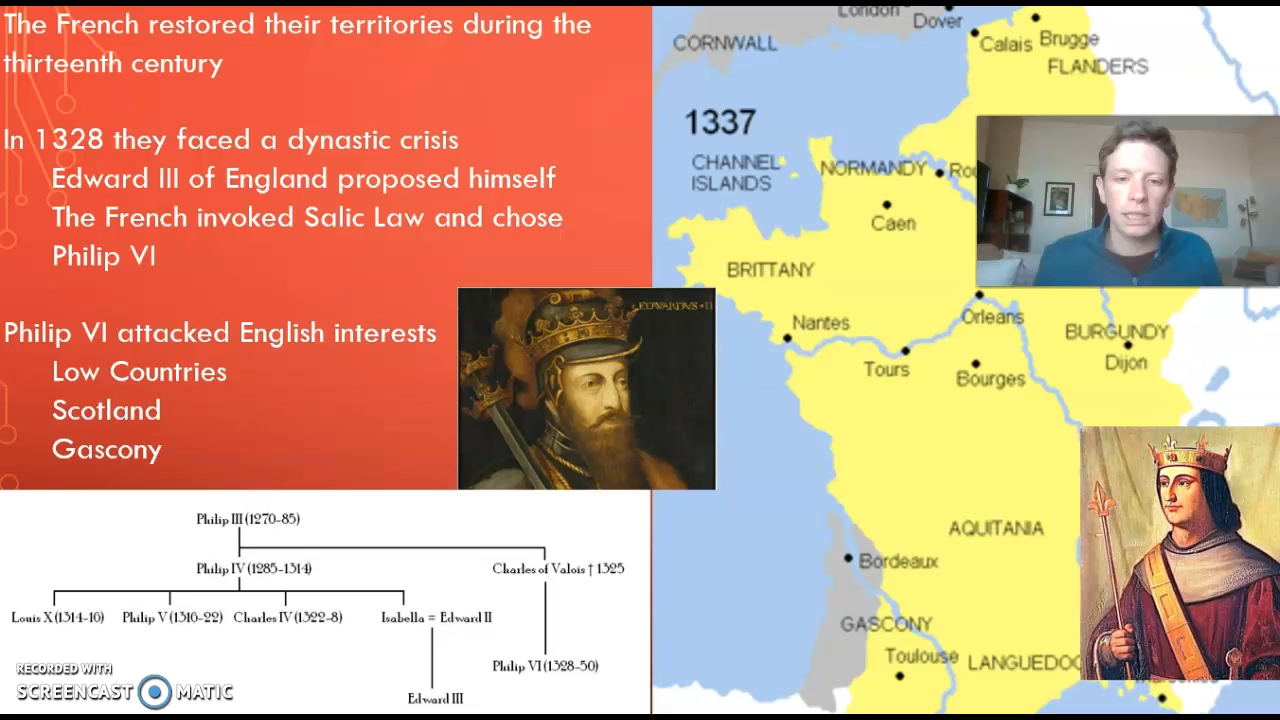 The French restored their territories during the
thirteenth century
In 1328 they faced a dynastic crisis
Edward III of England proposed himself
The French invoked Salic Law and chose
Philip VI
Philip VI attacked English interests
Low Countries
Scotland
Gascony
Philip III (1270-85)
Philip IV (1285-1314)
Charles of Valois † 1325
Louis X (1314-16)
Philip V (1316-22)
Charles IV (1322-8)
Isabella = Edward II
Philip VI (1328-50)
Edward III
RECORDED WITH
SCREENCAST MATIC
London
Dover
CORNWALL
Calais
Brugge
FLANDERS
1337
CHANNEL
ISLANDS
NORMANDY
Caen
BRITTANY
Nantes
Orleans
BURGUNDY
Tours
Dijon
Bourges
AQUITANIA
Bordeaux
GASCONY
Toulouse